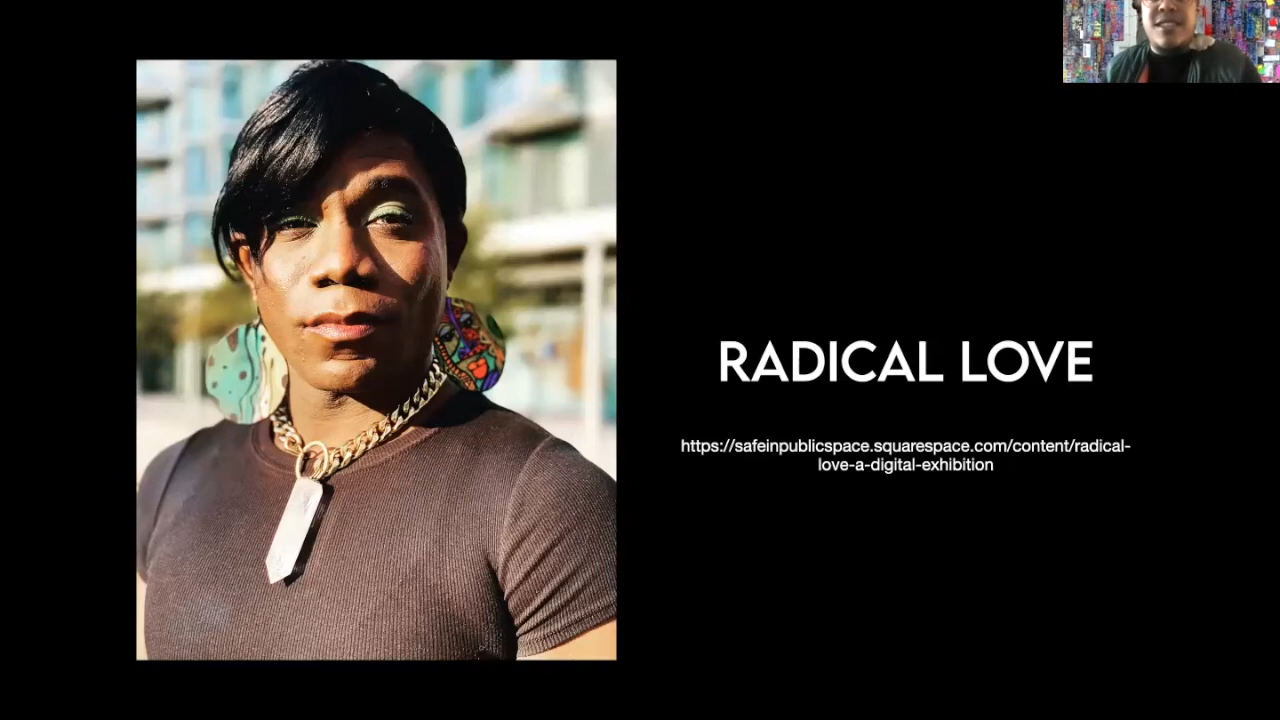 RADICAL LOVE
https://safeinpublicspace.squarespace.com/content/radical-
love-a-digital-exhibition